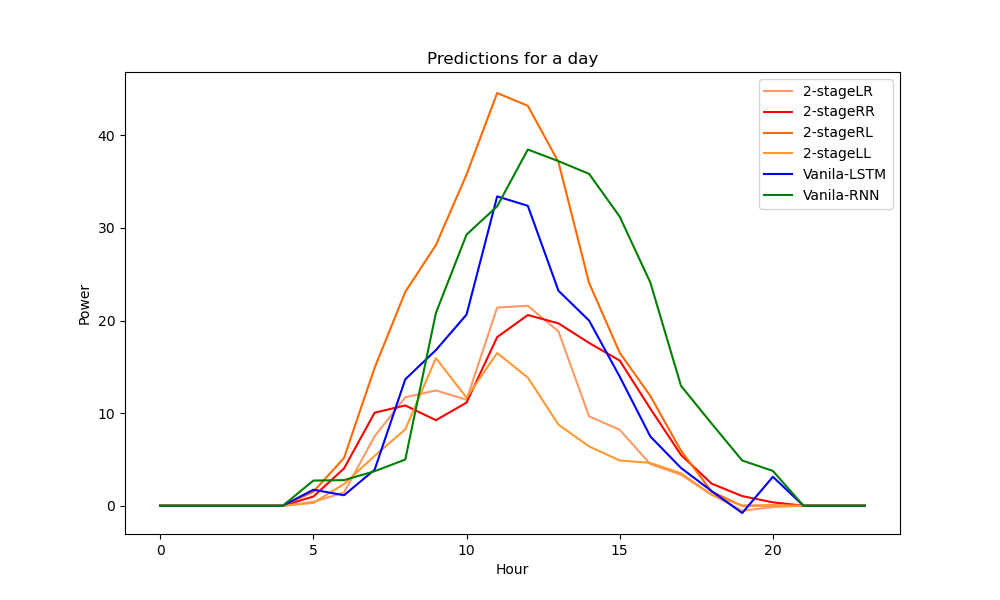 Predictions for a day
2-stageLR
2-stageRR
2-stageRL
2-stageLL
Vanila-LSTM
Vanila-RNN
40
30
20
10
0
Power
0 5 10 15 20
Hour